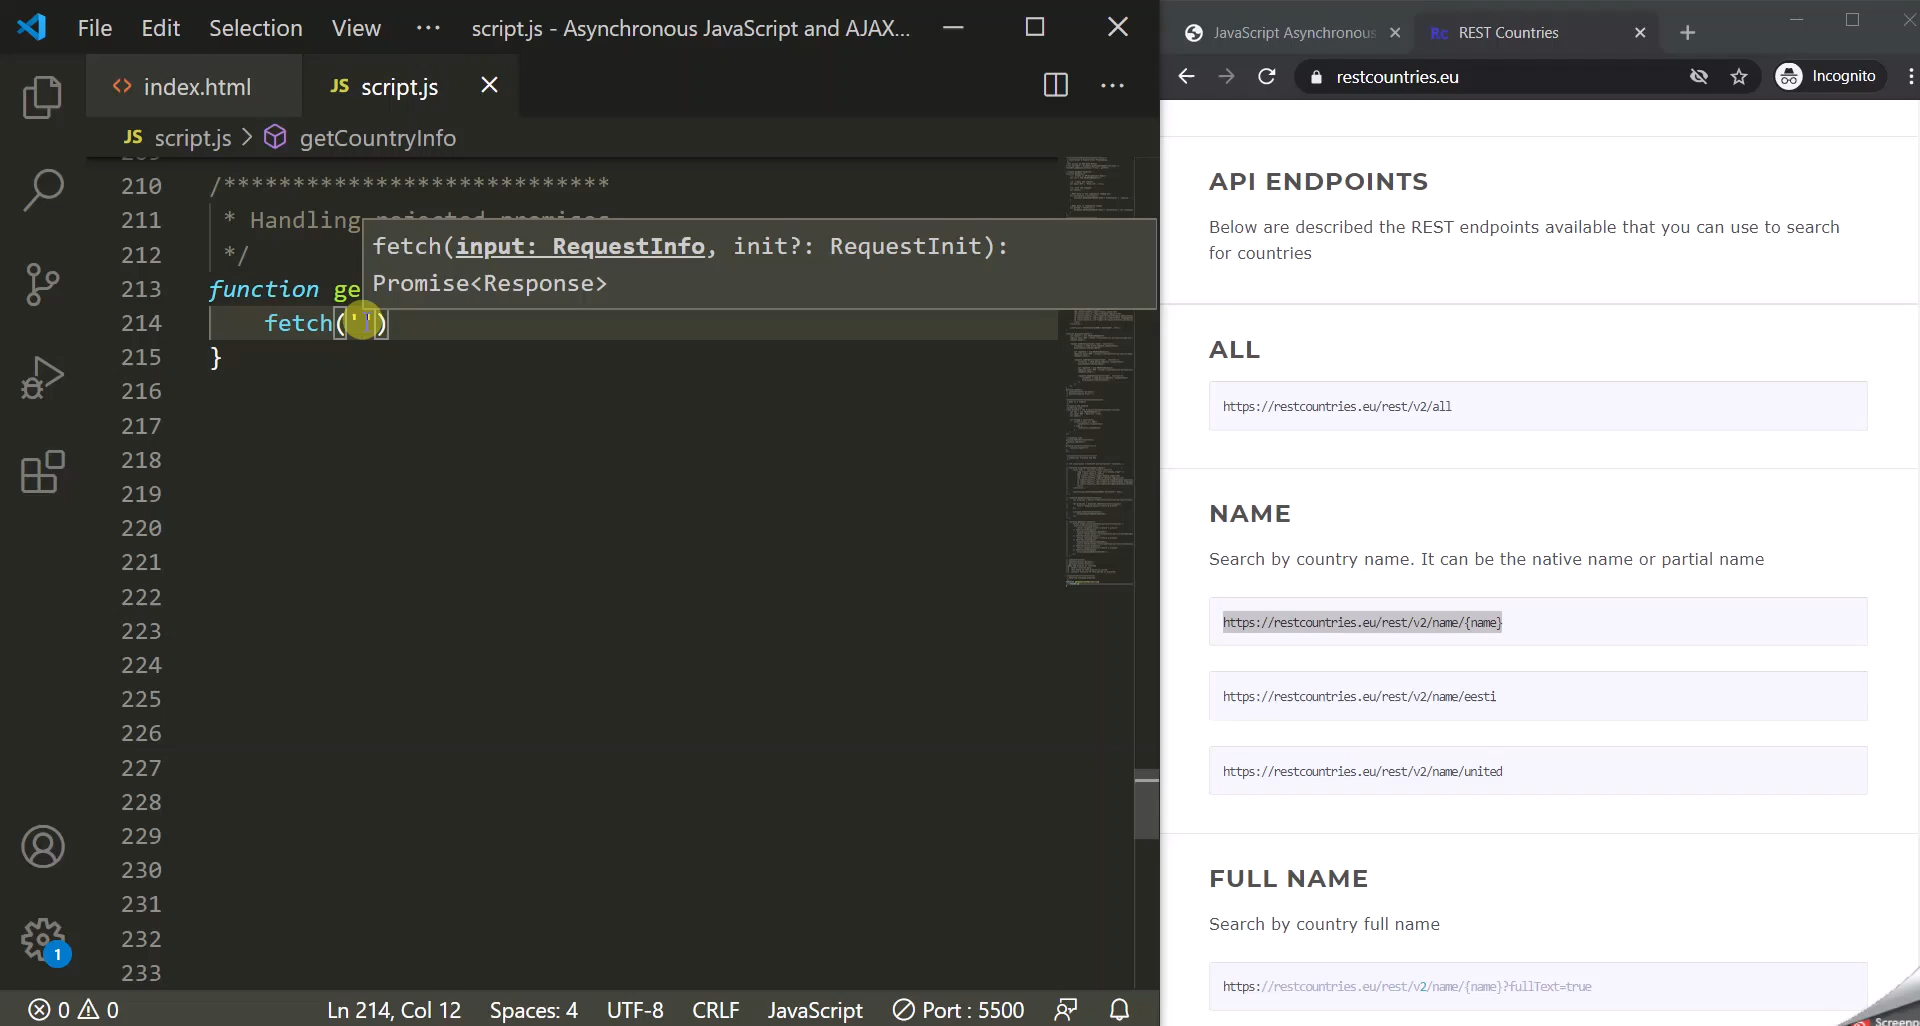 File Edit Selection View ··· script.js - Asynchronous JavaScript and AJAX...
index.html JS script.js
JS script.js > getCountryInfo
210 /****************************
211 * Handling rejected promises
212 */
213 function ge
214 fetch('')
215 }
216
217
218
219
220
221
222
223
224
225
226
227
228
229
230
231
232
233
fetch(input: RequestInfo, init?: RequestInit):
Promise<Response>
1
0 0 Ln 214, Col 12 Spaces: 4 UTF-8 CRLF JavaScript Port : 5500
JavaScript Asynchronous Rc REST Countries
restcountries.eu Incognito
API ENDPOINTS
Below are described the REST endpoints available that you can use to search
for countries
ALL
https://restcountries.eu/rest/v2/all
NAME
Search by country name. It can be the native name or partial name
https://restcountries.eu/rest/v2/name/{name}
https://restcountries.eu/rest/v2/name/eesti
https://restcountries.eu/rest/v2/name/united
FULL NAME
Search by country full name
https://restcountries.eu/rest/v2/name/{name}?fullText=true